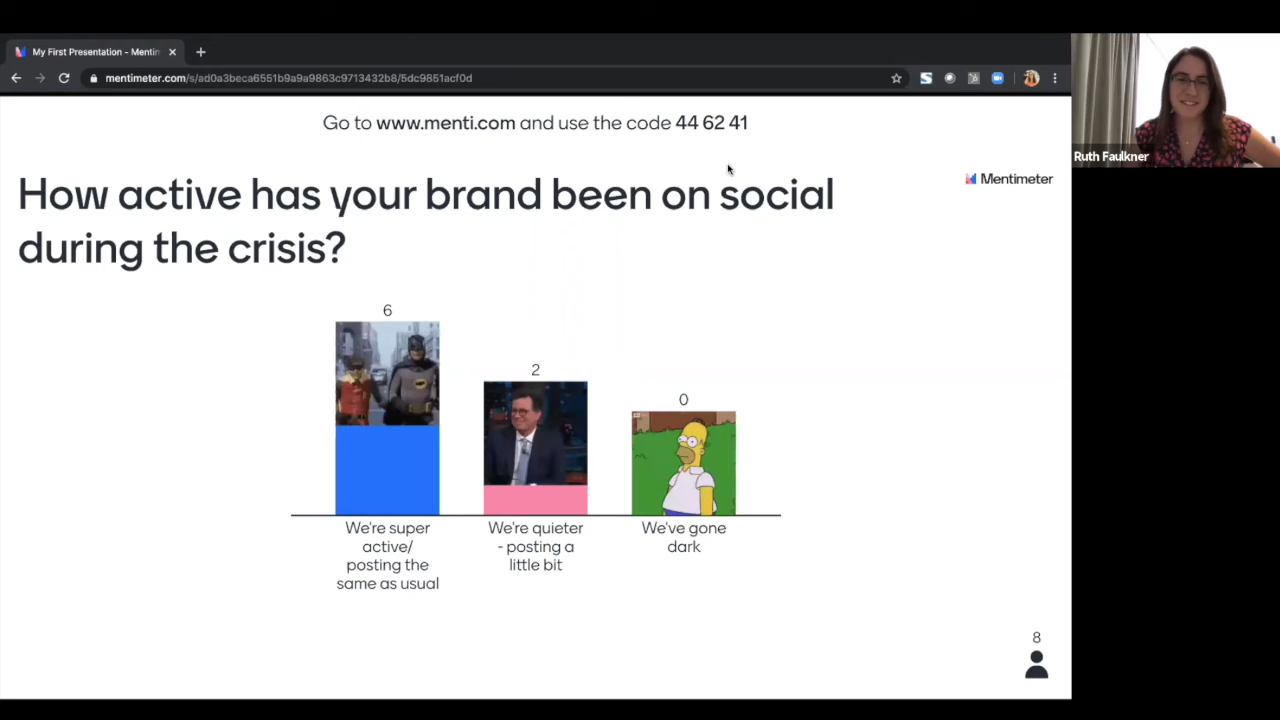 My First Presentation - Mentim
mentimeter.com/s/ad0a3beca6551b9a9a9863c9713432b8/5dc9851acf0d
Go to www.menti.com and use the code 44 62 41
Ruth Faulkner
Mentimeter
How active has your brand been on social
during the crisis?
6
2
0
We're super
active/
posting the
same as usual
We're quieter
- posting a
little bit
We've gone
dark
8